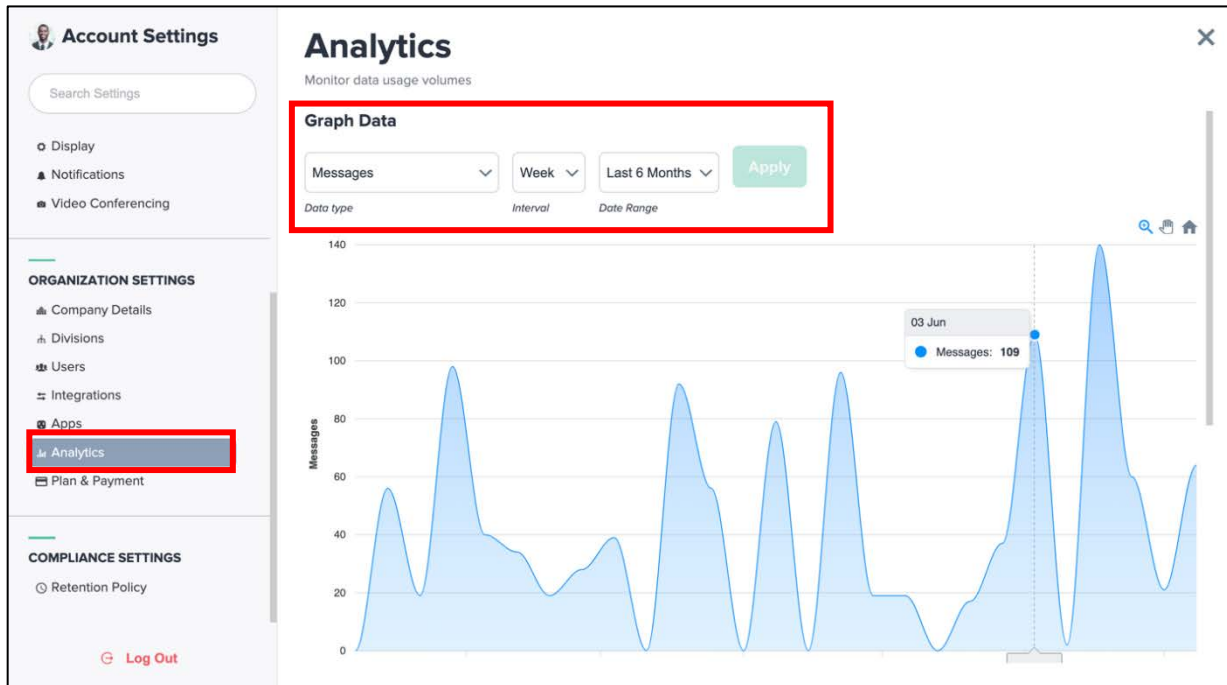 Account Settings
Search Settings
Display
Notifications
Video Conferencing
ORGANIZATION SETTINGS
Company Details
Divisions
Users
Integrations
Apps
Analytics
Plan & Payment
COMPLIANCE SETTINGS
Retention Policy
Log Out
Analytics
Monitor data usage volumes
Graph Data
Messages Week Last 6 Months Apply
Data type Interval Date Range
140
120
100
80
60
40
20
0
Messages
03 Jun
Messages: 109